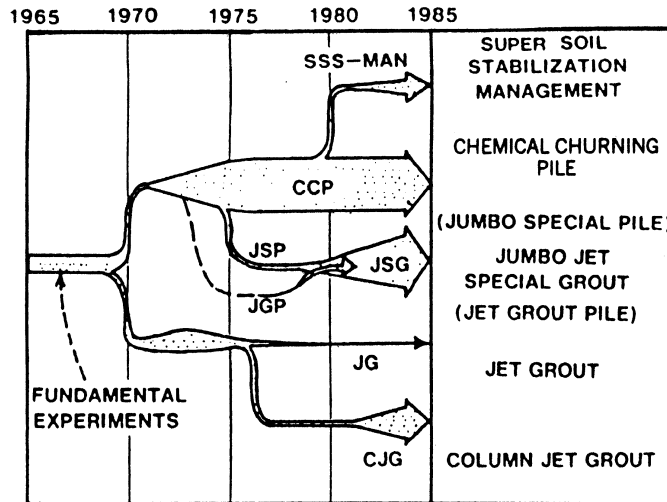 1965 1970 1975 1980 1985
SSS-MAN
SUPER SOIL
STABILIZATION
MANAGEMENT
CCP
CHEMICAL CHURNING
PILE
JSP
JGP
JSG
(JUMBO SPECIAL PILE)
JUMBO JET
SPECIAL GROUT
(JET GROUT PILE)
JG
JET GROUT
FUNDAMENTAL
EXPERIMENTS
CJG
COLUMN JET GROUT